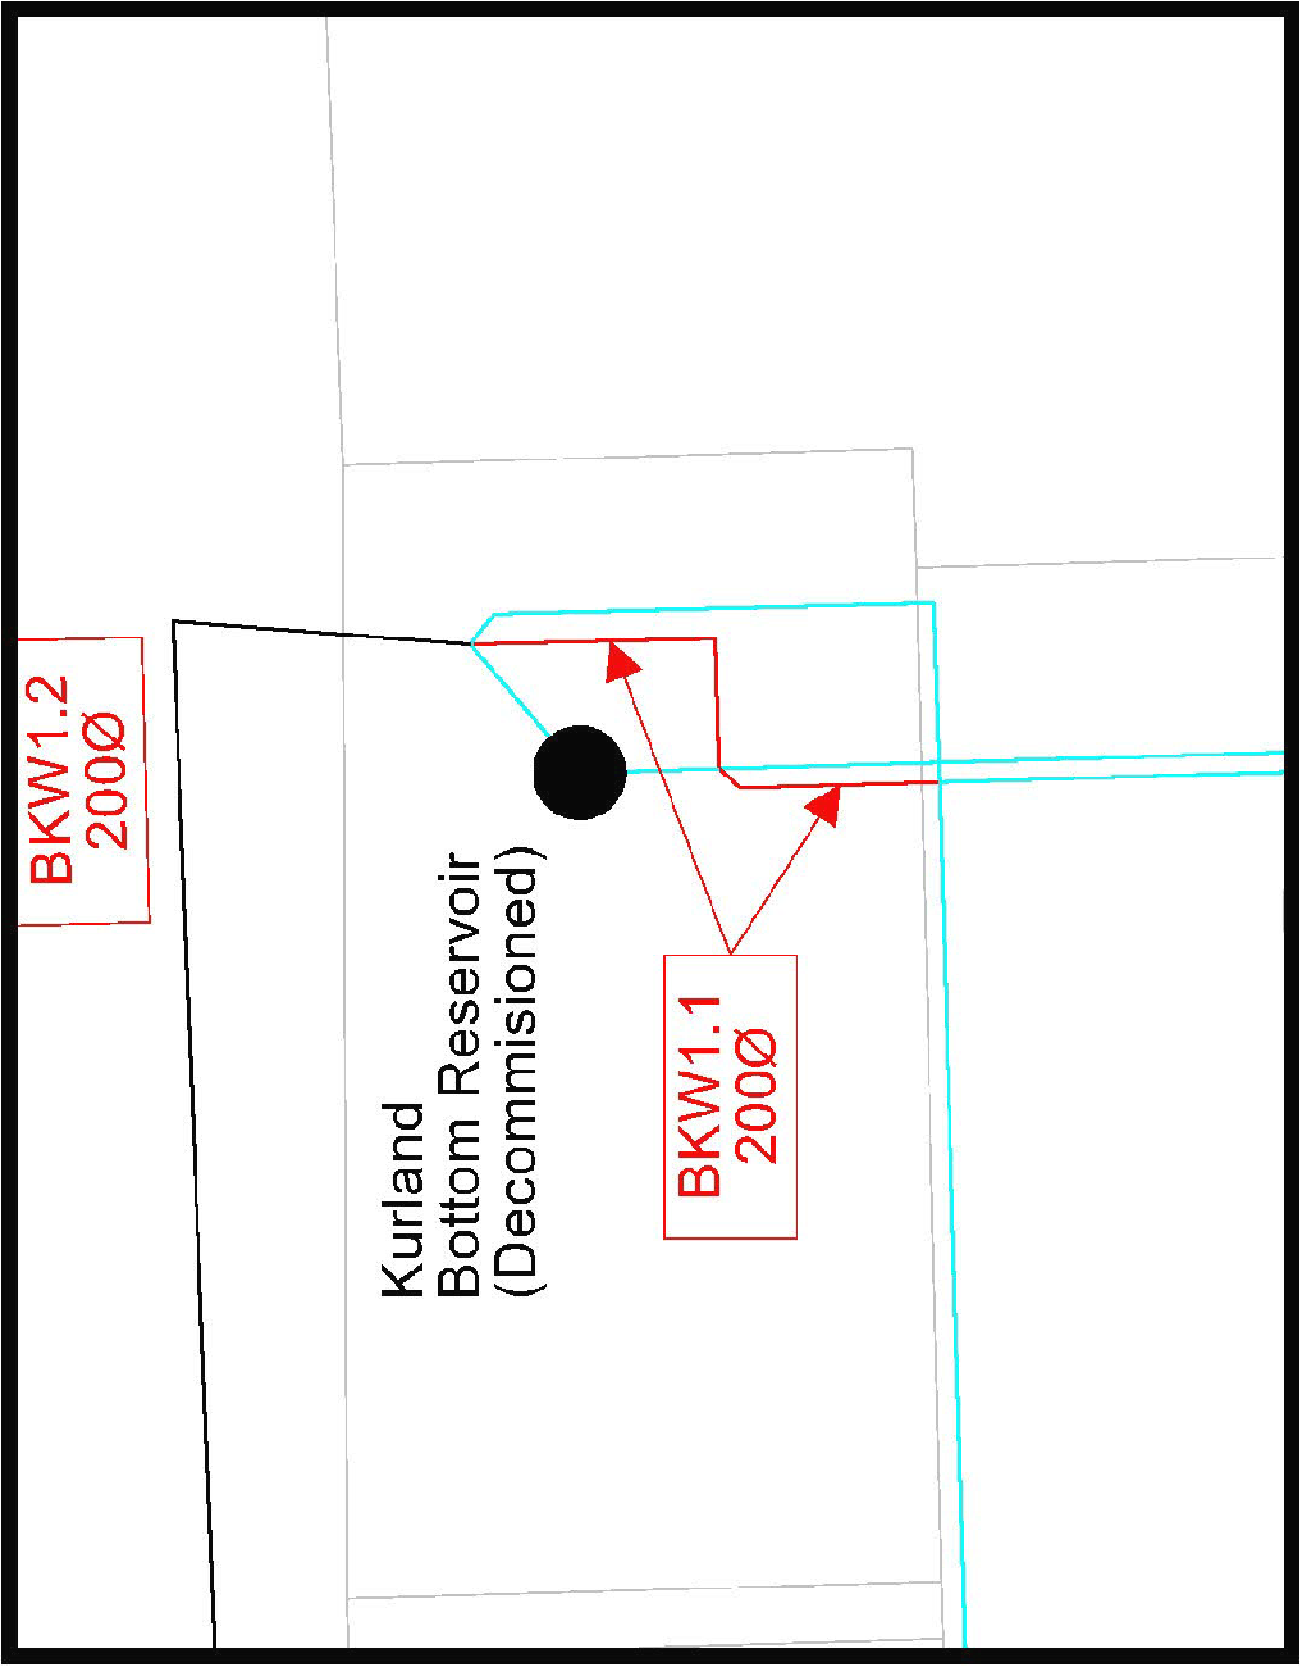 BKW1.2
200Ø
Kurland
Bottom Reservoir
(Decommisioned)
BKW1.1
200Ø